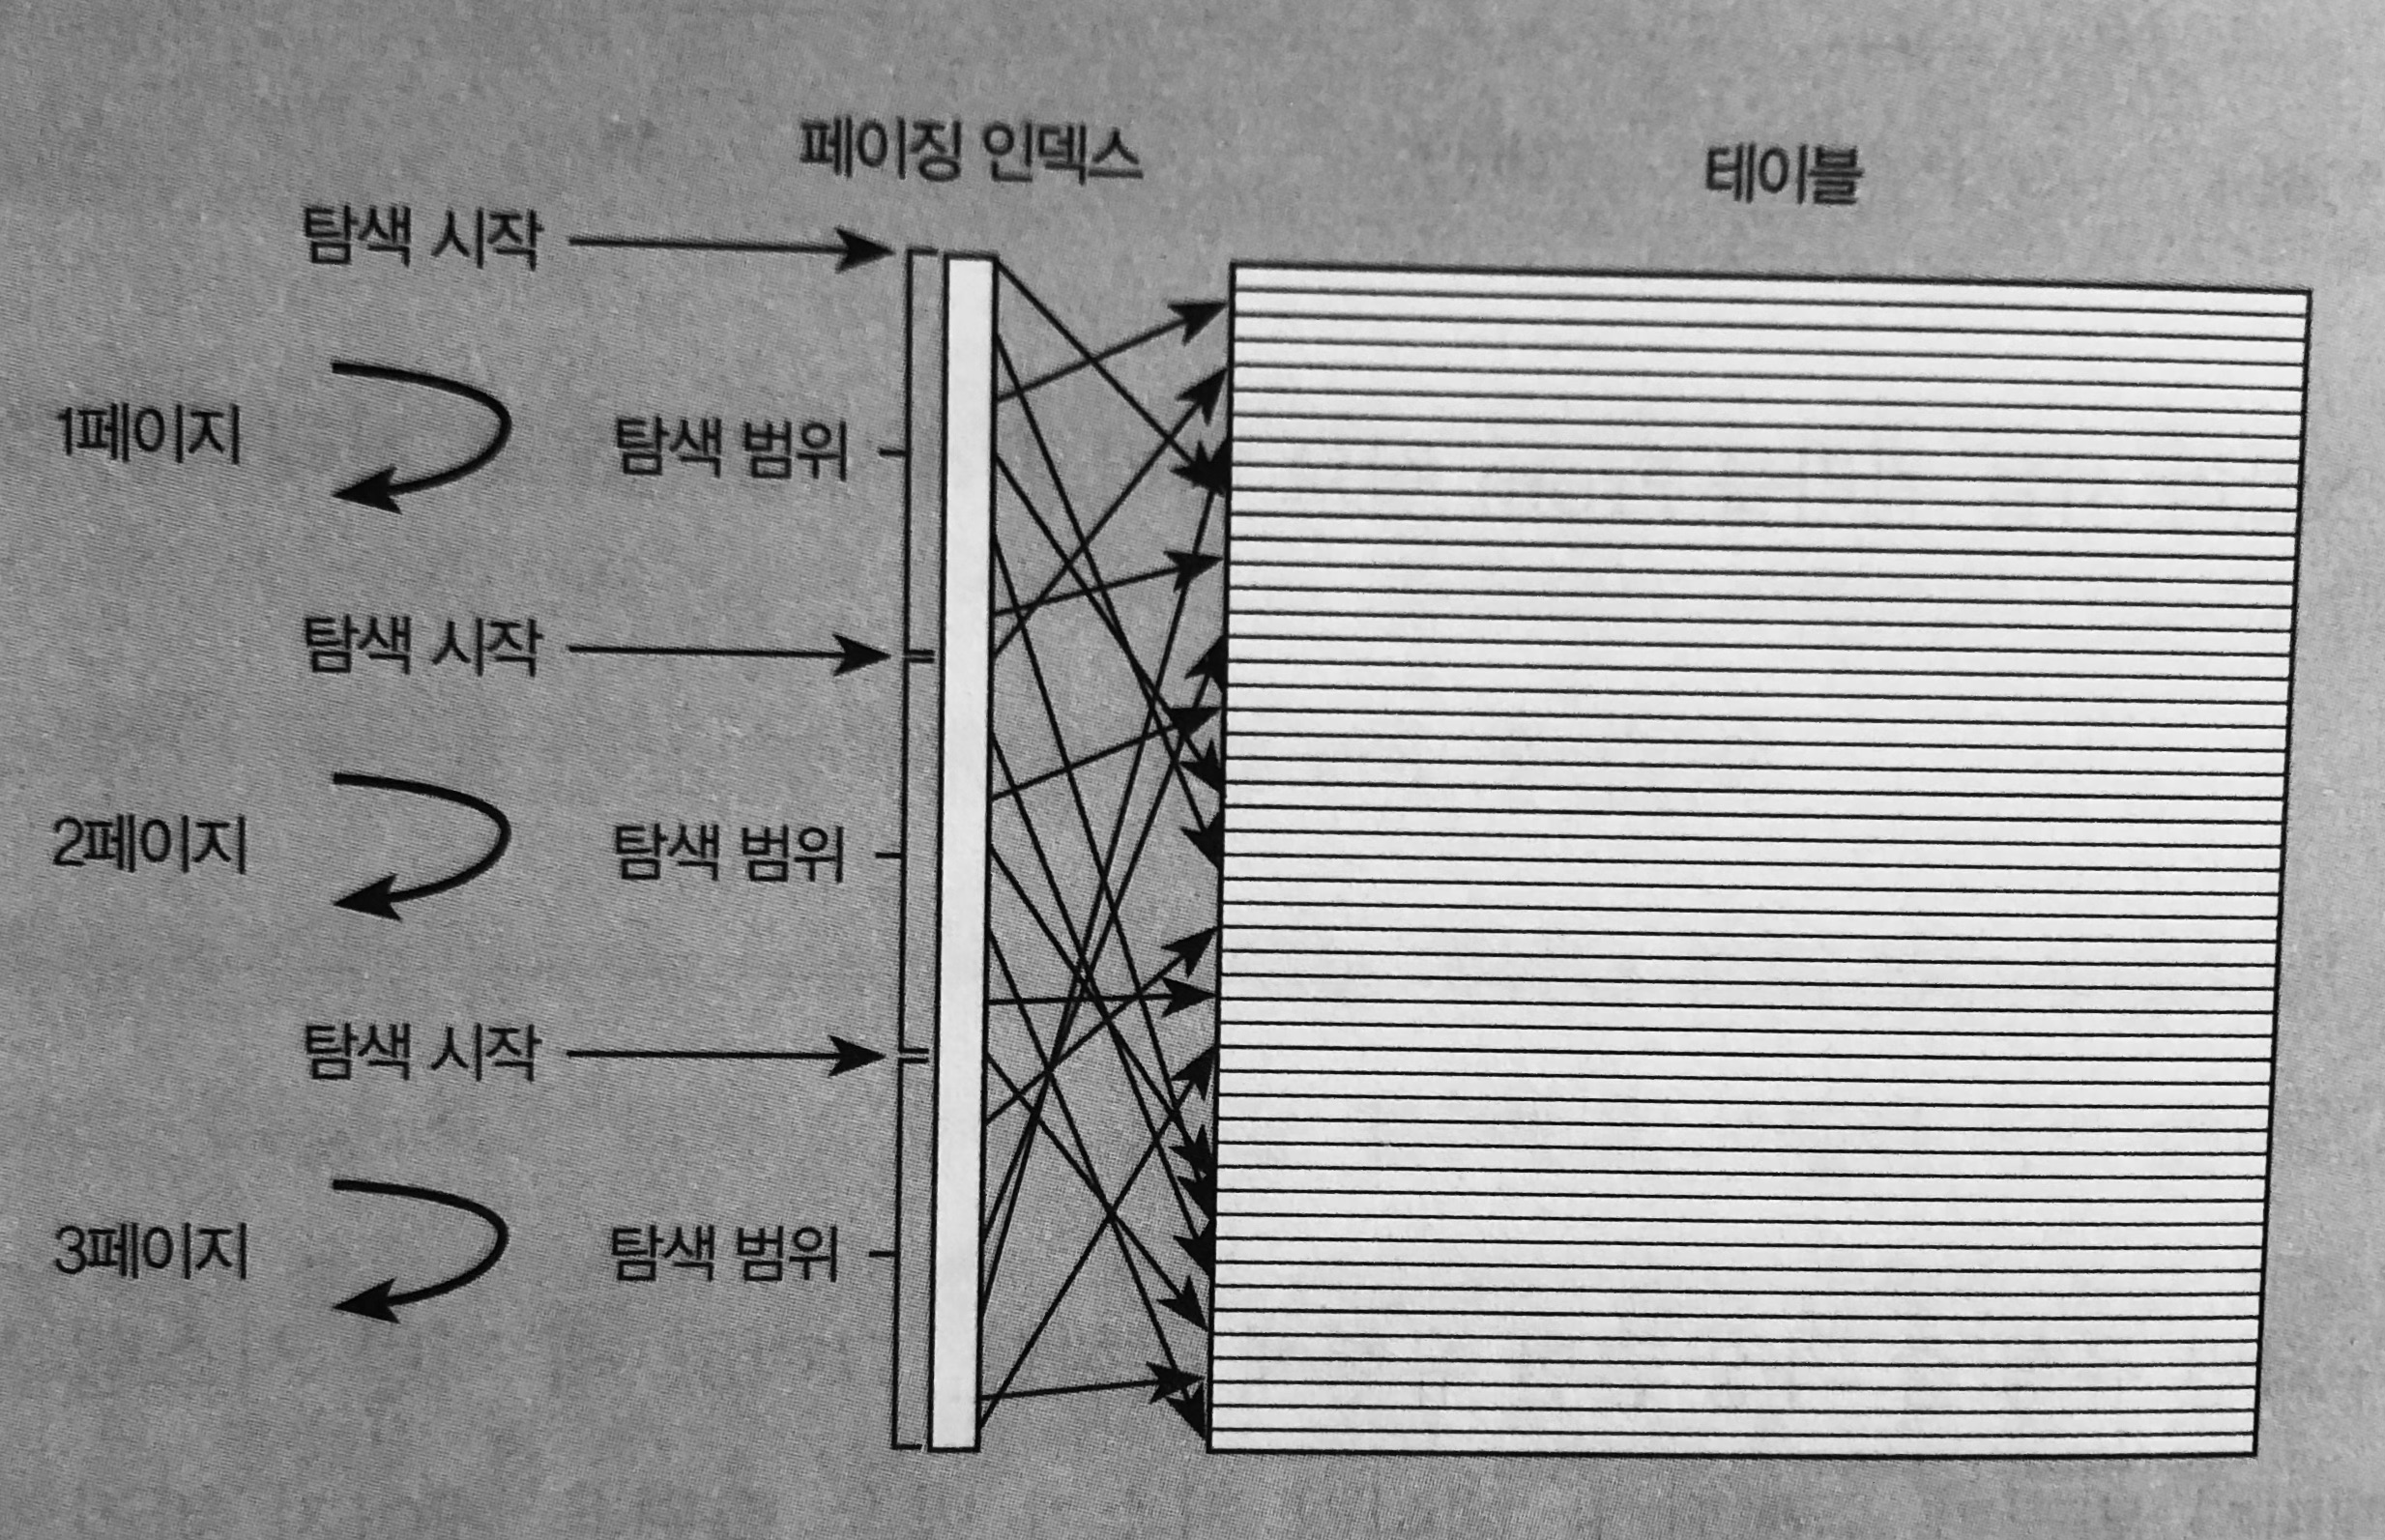 페이징 인덱스
테이블
탐색 시작
1페이지
탐색 범위
탐색 시작
2페이지
탐색 범위
탐색 시작
3페이지
탐색 범위